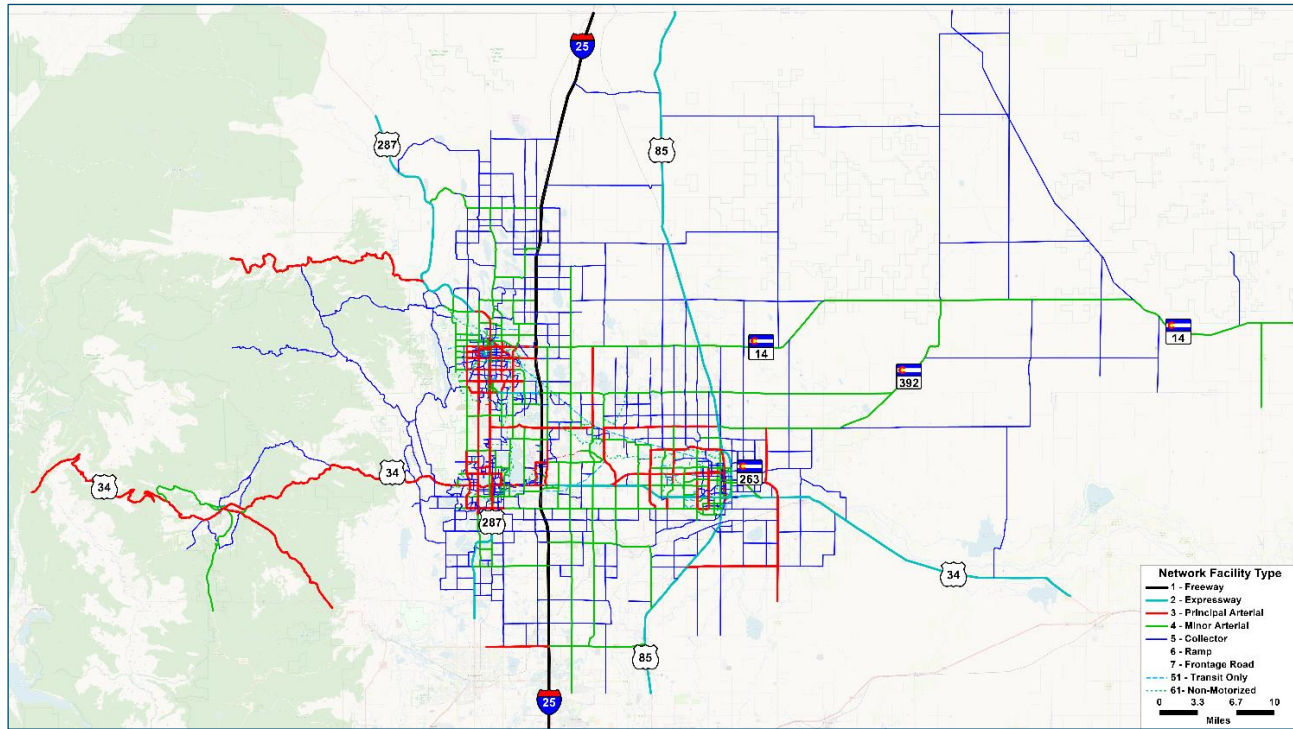 25
287
85
14
14
392
34
34
263
287
34
85
25
Network Facility Type
1 - Freeway
2 - Expressway
3 - Principal Arterial
4 - Minor Arterial
5 - Collector
6 - Ramp
7 - Frontage Road
51 - Transit Only
61- Non-Motorized
0 3.3 6.7 10
Miles